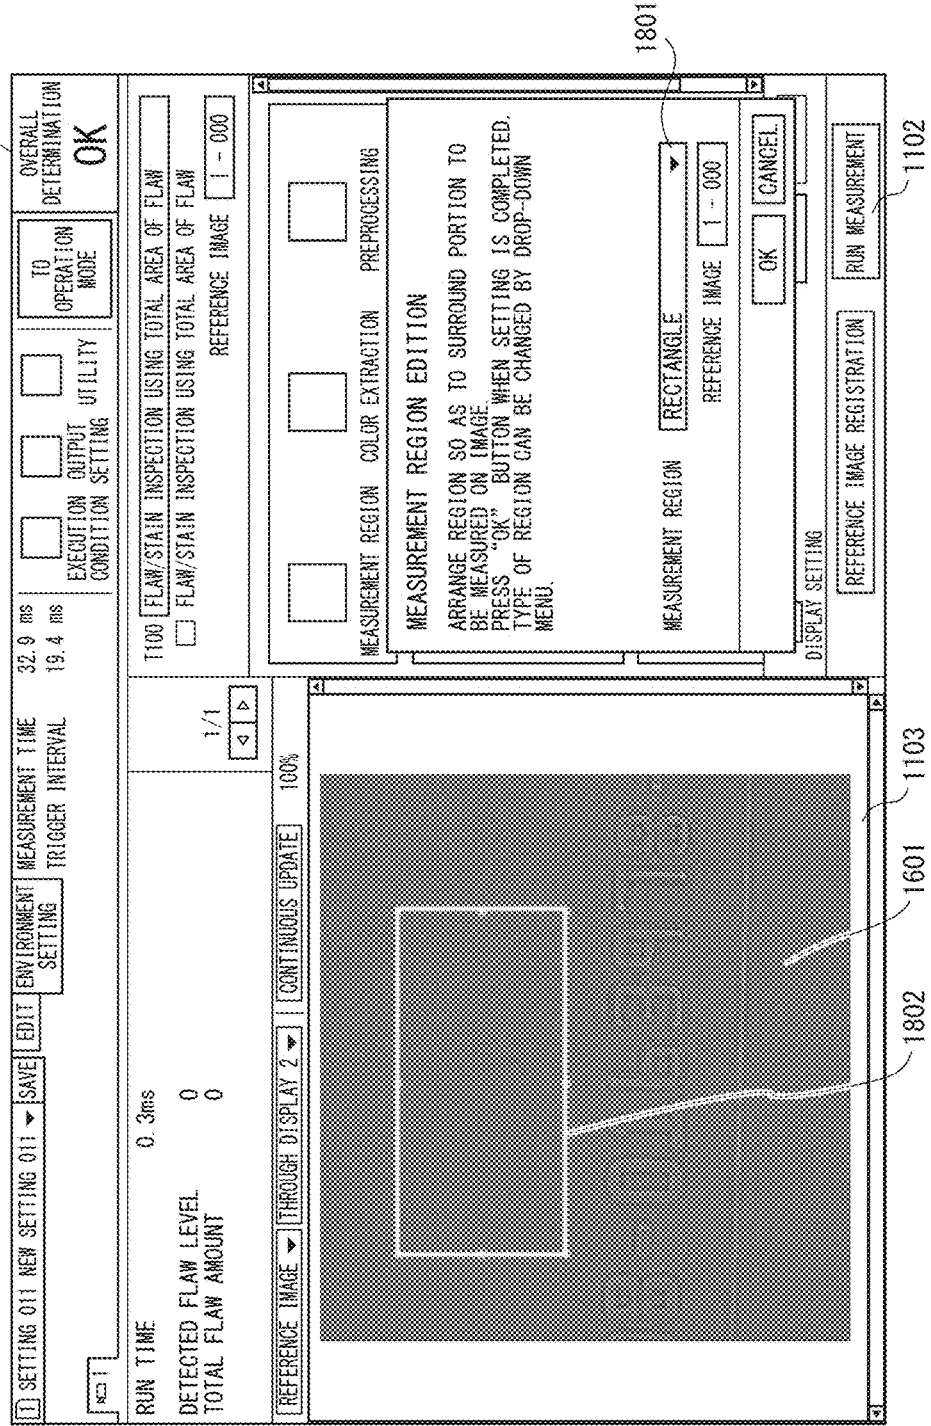 1 SETTING 011 NEW SETTING 011 ▼ SAVE EDIT ENVIRONMENT
SETTING
MEASUREMENT TIME 32.9 ms
TRIGGER INTERVAL 19.4 ms
EXECUTION
CONDITION
OUTPUT
SETTING
UTILITY
TO
OPERATION
MODE
OVERALL
DETERMINATION
OK
1
RUN TIME 0.3ms
DETECTED FLAW LEVEL 0
TOTAL FLAW AMOUNT 0
1/1
T100 FLAW/STAIN INSPECTION USING TOTAL AREA OF FLAW
FLAW/STAIN INSPECTION USING TOTAL AREA OF FLAW
REFERENCE IMAGE 1 - 000
REFERENCE IMAGE ▼ THROUGH DISPLAY 2 ▼ CONTINUOUS UPDATE 100%
MEASUREMENT REGION COLOR EXTRACTION PREPROCESSING
MEASUREMENT REGION EDITION
ARRANGE REGION SO AS TO SURROUND PORTION TO
BE MEASURED ON IMAGE.
PRESS "OK" BUTTON WHEN SETTING IS COMPLETED.
TYPE OF REGION CAN BE CHANGED BY DROP-DOWN
MENU.
MEASUREMENT REGION RECTANGLE ▼
REFERENCE IMAGE 1 - 000
OK CANCEL
DISPLAY SETTING
REFERENCE IMAGE REGISTRATION RUN MEASUREMENT
1801
1802
1601
1103
1102